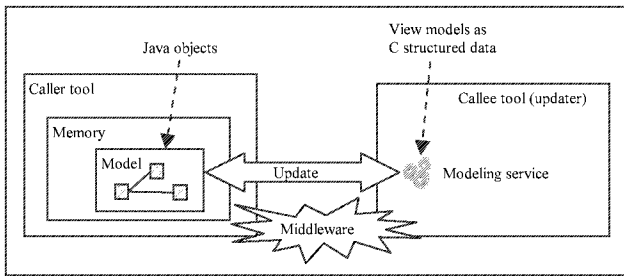 View models as
C structured data
Java objects
Caller tool
Callee tool (updater)
Memory
Model
Update
Modeling service
Middleware